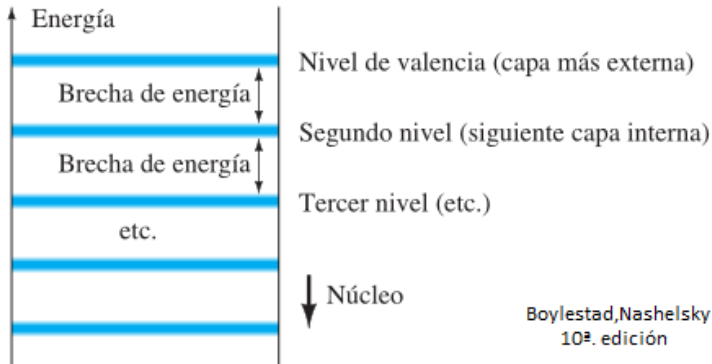 Energía
Nivel de valencia (capa más externa)
Brecha de energía
Segundo nivel (siguiente capa interna)
Brecha de energía
Tercer nivel (etc.)
etc.
Núcleo
Boylestad,Nashelsky
10ª. edición